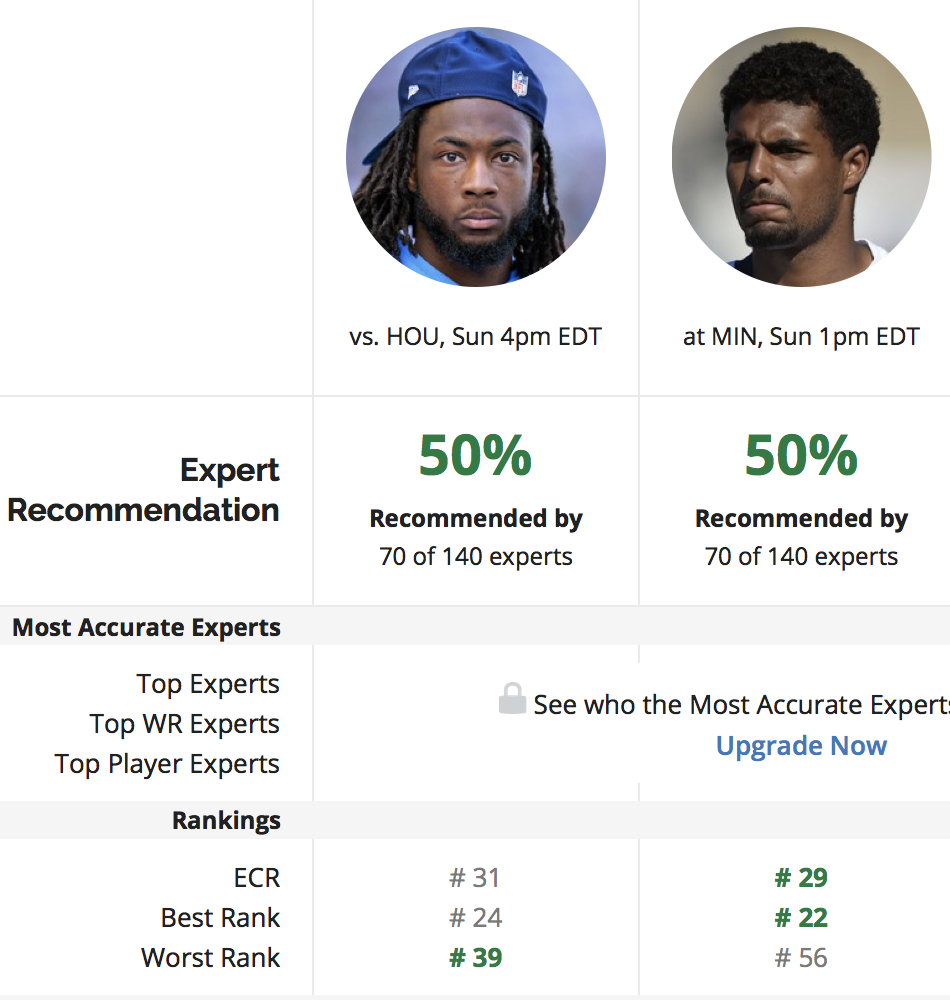 vs. HOU, Sun 4pm EDT
at MIN, Sun 1pm EDT
Expert
Recommendation
50%
Recommended by
70 of 140 experts
50%
Recommended by
70 of 140 experts
Most Accurate Experts
Top Experts
Top WR Experts
Top Player Experts
See who the Most Accurate Experts
Upgrade Now
Rankings
ECR # 31 # 29
Best Rank # 24 # 22
Worst Rank # 39 # 56